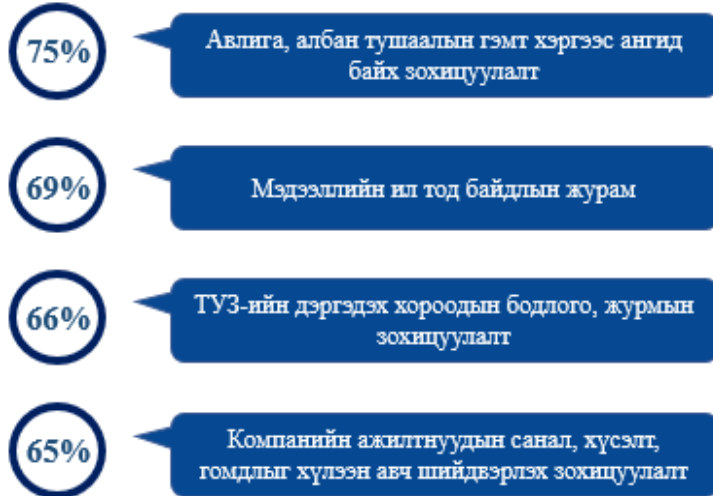 75%
Авлига, албан тушаалын гэмт хэргээс ангид
байх зохицуулалт
69%
Мэдээллийн ил тод байдлын журам
66%
ТУЗ-ийн дэргэдэх хороодын бодлого, журмын
зохицуулалт
65%
Компанийн ажилтнуудын санал, хүсэлт,
гомдлыг хүлээн авч шийдвэрлэх зохицуулалт